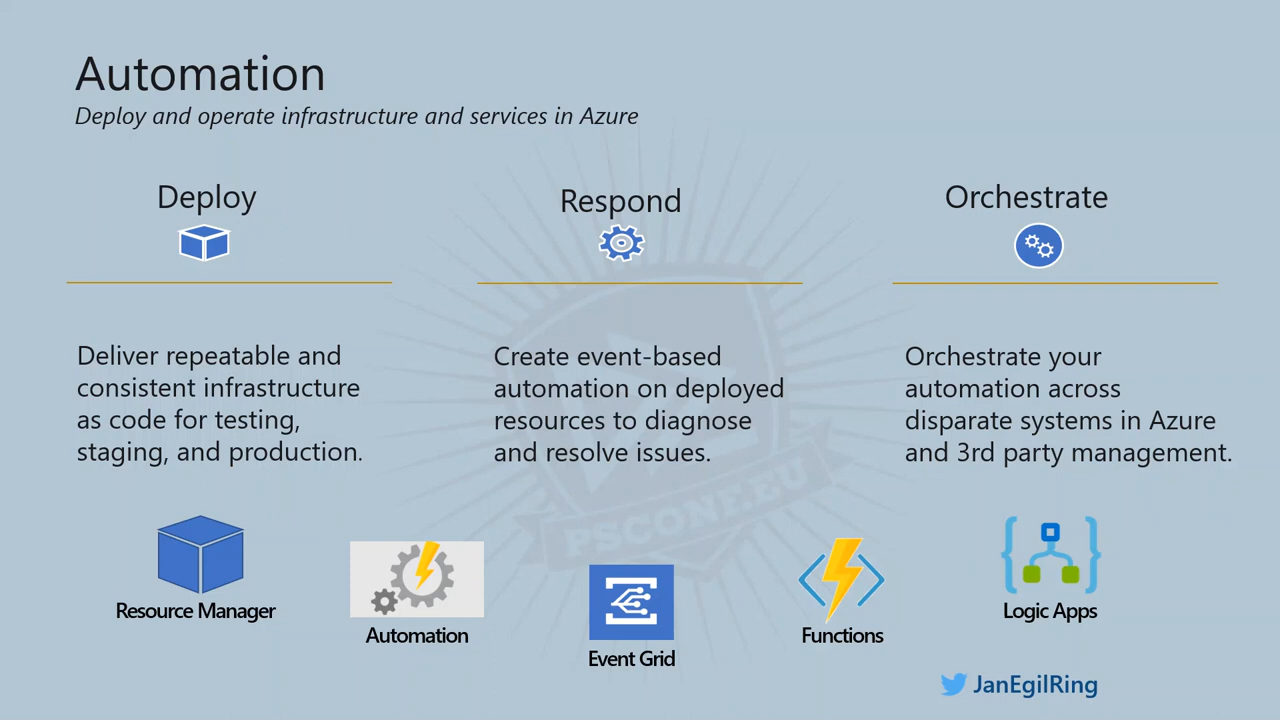 Automation
Deploy and operate infrastructure and services in Azure
Deploy
Respond
Orchestrate
Deliver repeatable and
consistent infrastructure
as code for testing,
staging, and production.
Create event-based
automation on deployed
resources to diagnose
and resolve issues.
Orchestrate your
automation across
disparate systems in Azure
and 3rd party management.
PSCONF.EU
Resource Manager
Automation
Event Grid
Functions
Logic Apps
JanEgilRing